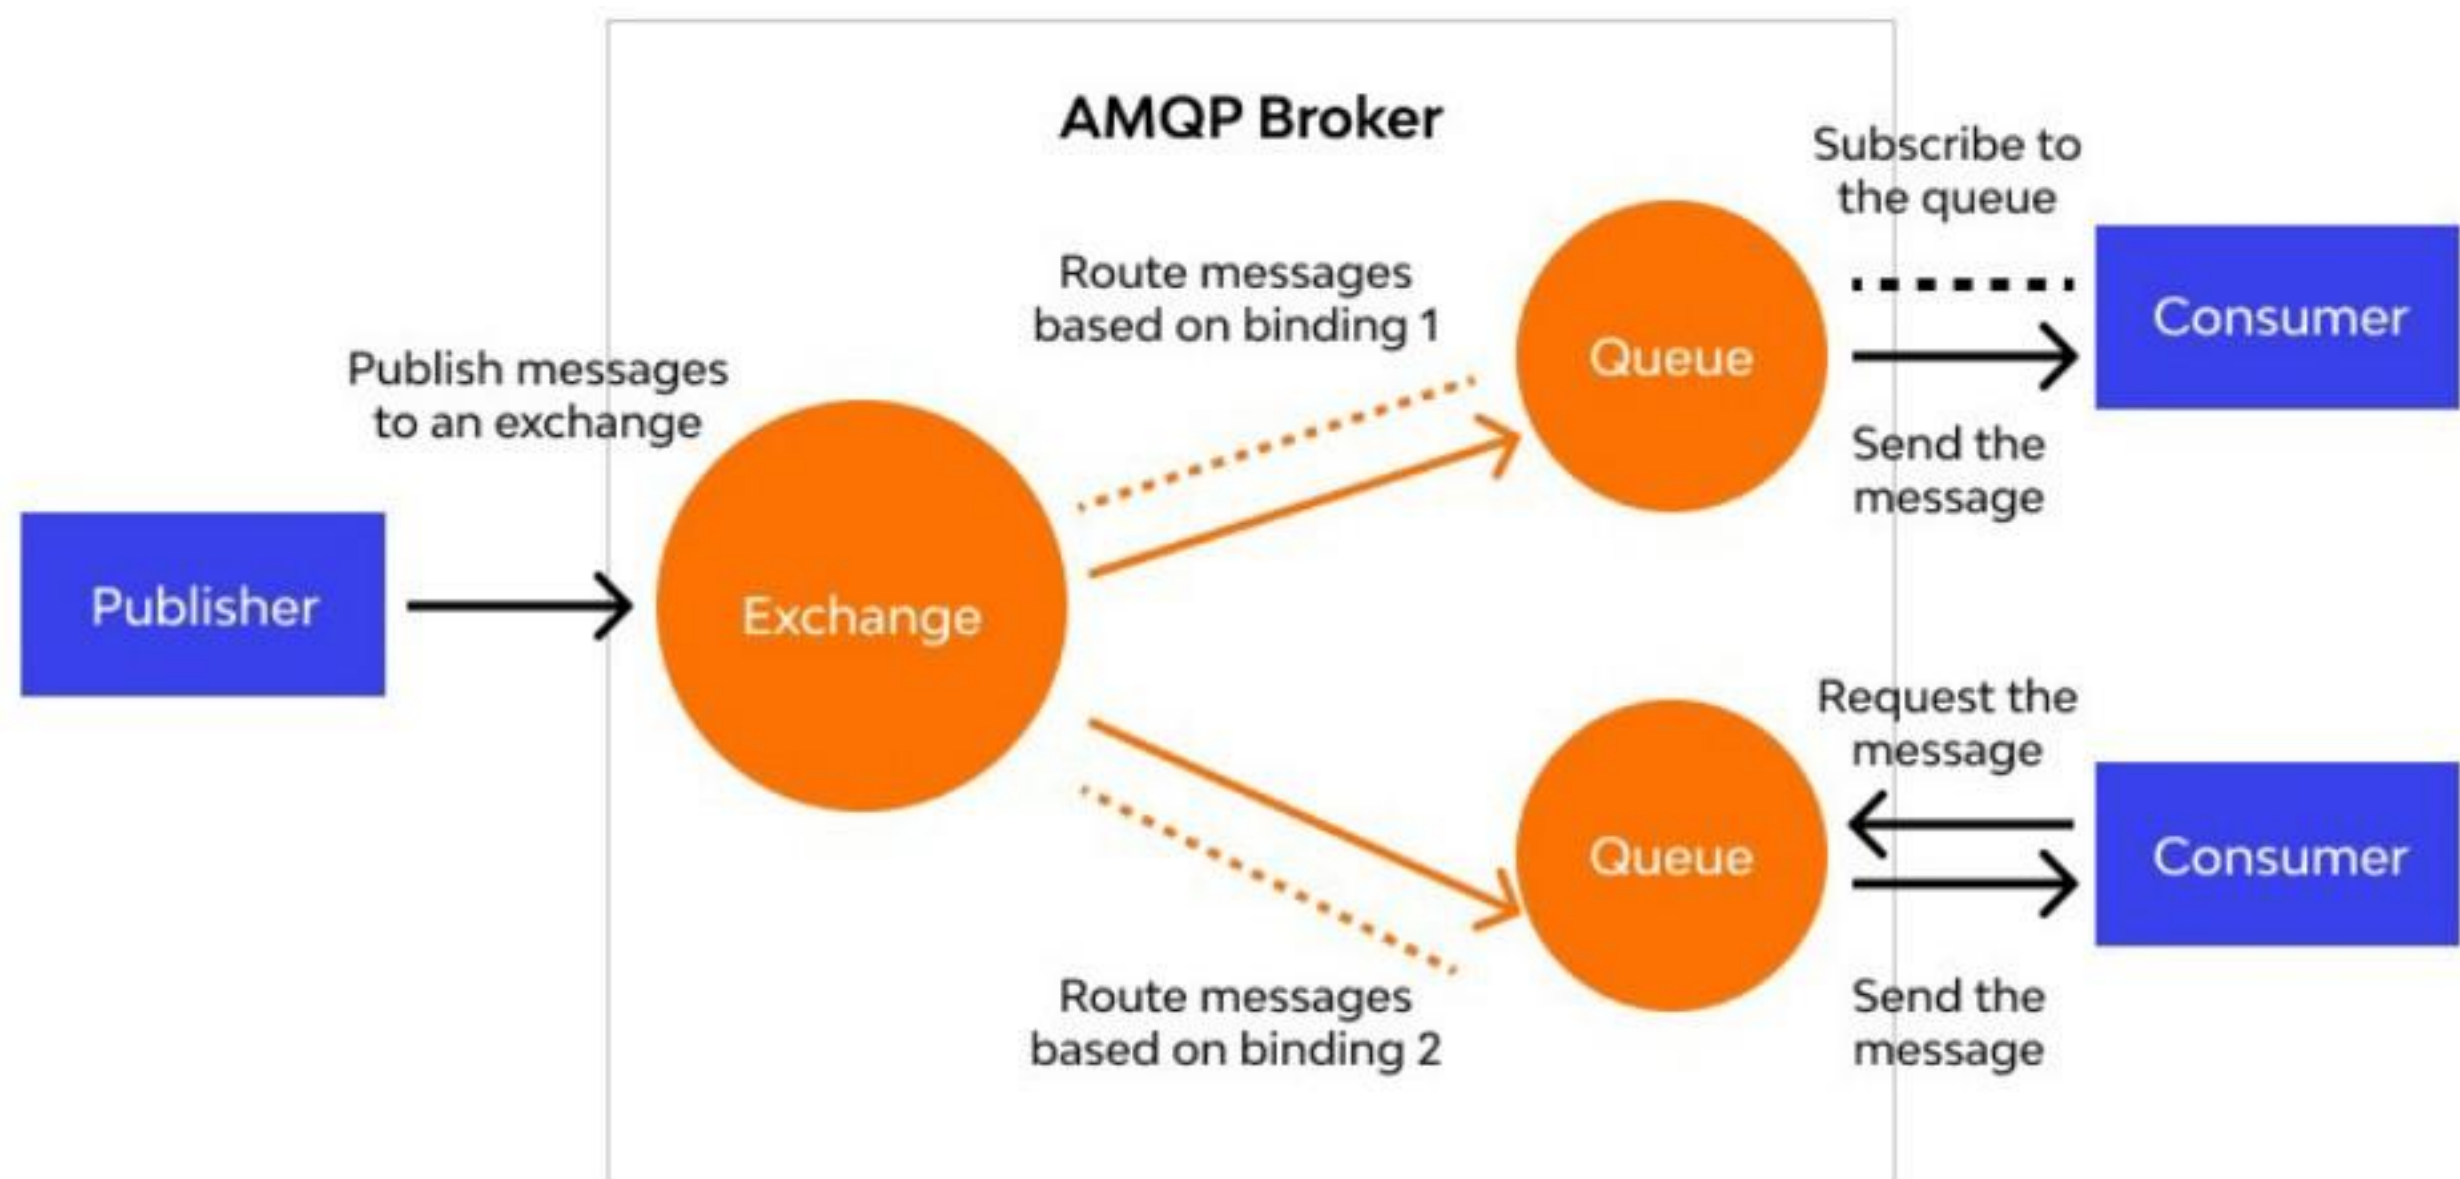 AMQP Broker
Subscribe to
the queue
Route messages
based on binding 1
Queue
Consumer
Publish messages
to an exchange
Send the
message
Publisher
Exchange
Request the
message
Queue
Consumer
Route messages
based on binding 2
Send the
message